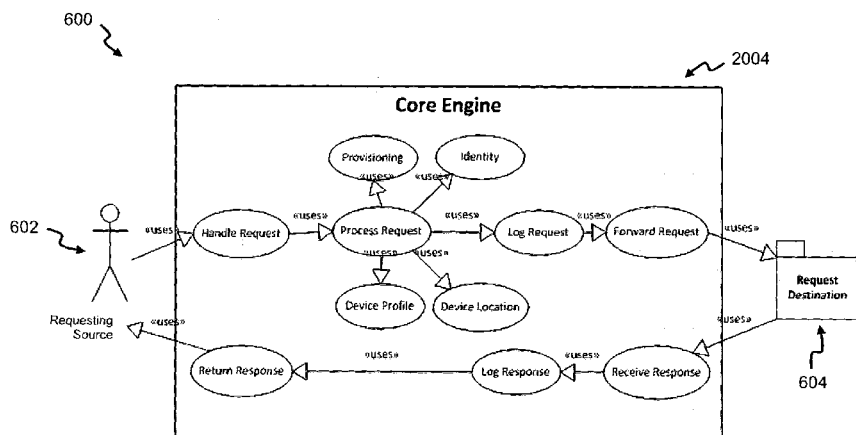 600
2004
Core Engine
Provisioning
Identity
«uses»
«uses»
602
«uses»
Handle Request
«uses»
Process Request
«uses»
Log Request
«uses»
Forward Request
«uses»
«uses»
«uses»
Device Profile
Device Location
Request
Destination
Requesting
Source
«uses»
«uses»
Return Response
«uses»
Log Response
«uses»
Receive Response
604